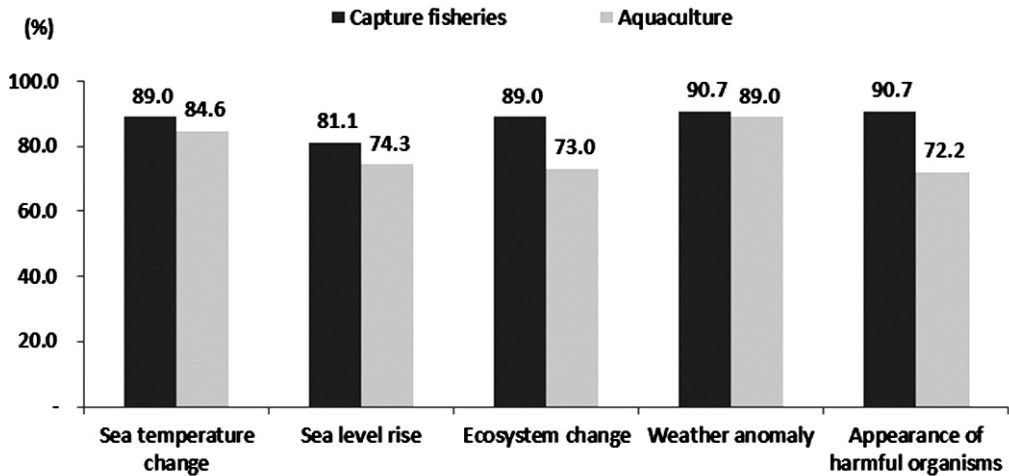 Capture fisheries Aquaculture
(%)
100.0
80.0
60.0
40.0
20.0
-
89.0 84.6
81.1 74.3
89.0 73.0
90.7 89.0
90.7 72.2
Sea temperature
change
Sea level rise
Ecosystem change
Weather anomaly
Appearance of
harmful organisms